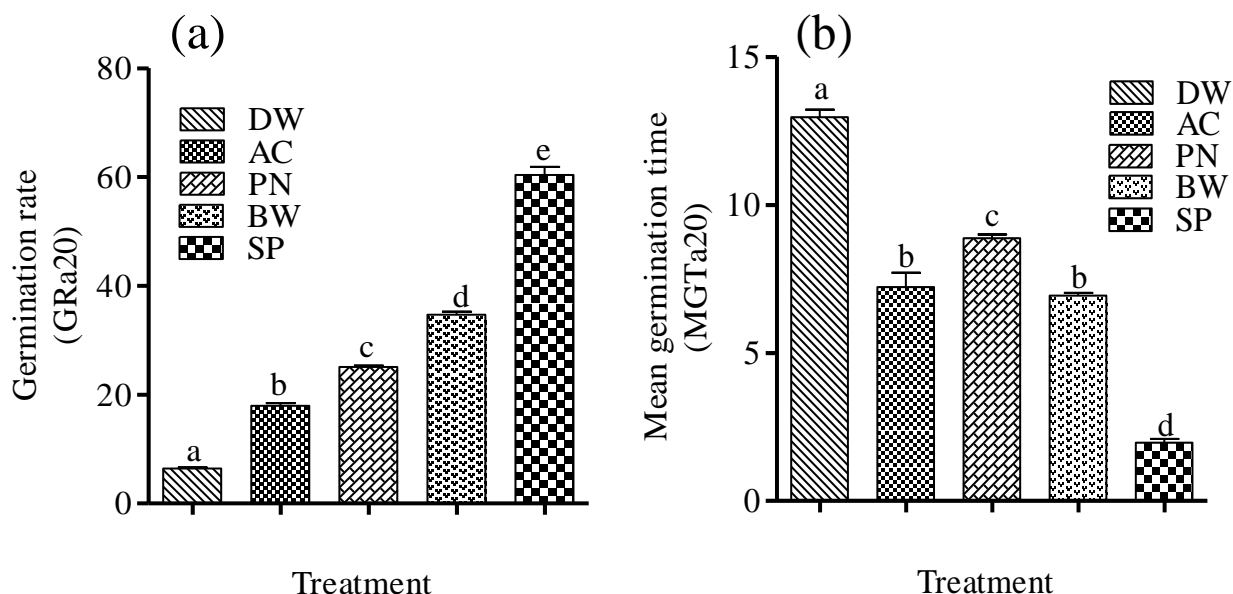 (a)
80
60
40
20
0
Germination rate
(GRa20)
DW
AC
PN
BW
SP
a
b
c
d
e
Treatment
(b)
15
10
5
0
Mean germination time
(MGTa20)
DW
AC
PN
BW
SP
a
b
c
b
d
Treatment